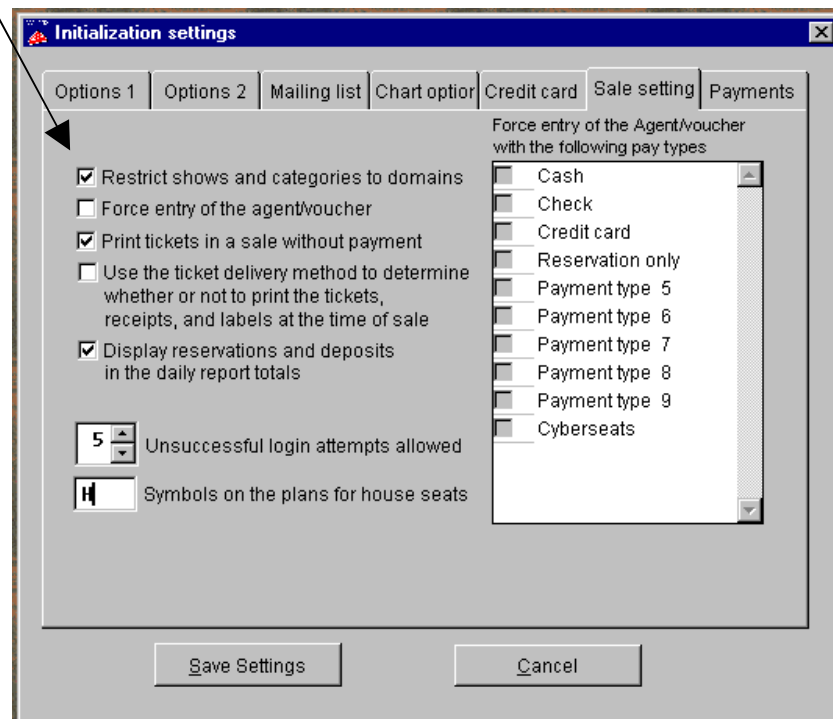 Initialization settings
Options 1 Options 2 Mailing list Chart optior Credit card Sale setting Payments
Restrict shows and categories to domains
Force entry of the agent/voucher
Print tickets in a sale without payment
Use the ticket delivery method to determine
whether or not to print the tickets,
receipts, and labels at the time of sale
Display reservations and deposits
in the daily report totals
5 Unsuccessful login attempts allowed
H Symbols on the plans for house seats
Force entry of the Agent/voucher
with the following pay types
Cash
Check
Credit card
Reservation only
Payment type 5
Payment type 6
Payment type 7
Payment type 8
Payment type 9
Cyberseats
Save Settings Cancel